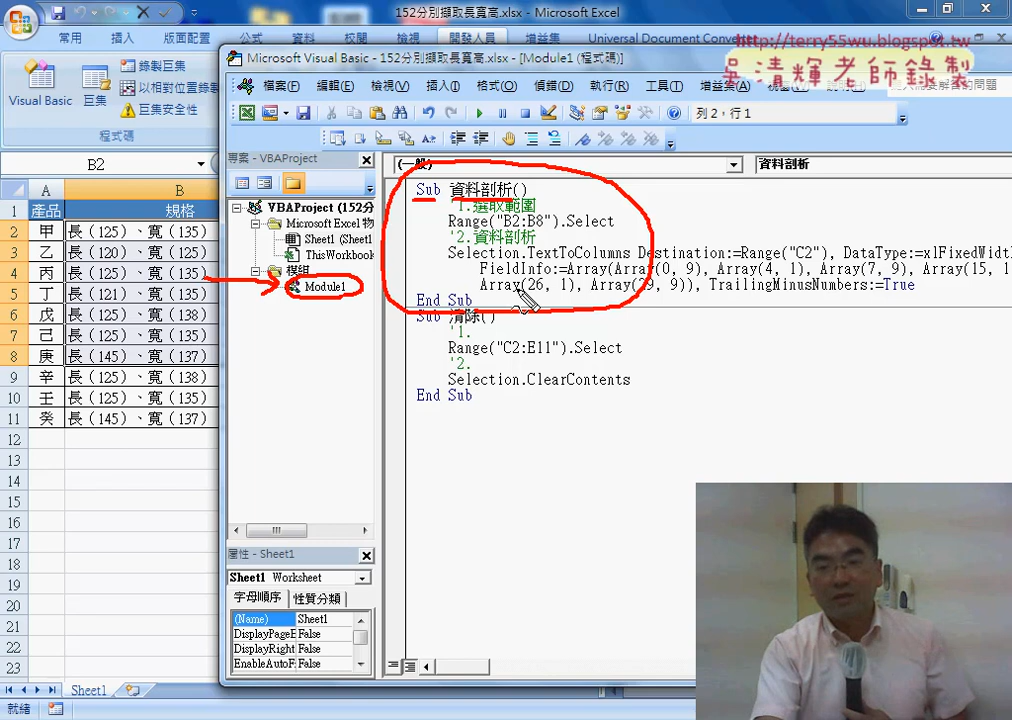 152分別擷取長寬高.xlsx - Microsoft Excel
常用 插入 版面配置 公式 資料 校閱 檢視 開發人員 增益集 Universal Document Conver
http://terry55wu.blogspot.tw
吳清輝老師錄製
Visual Basic 巨集 錄製巨集
以相對位置錄製
巨集安全性
程式碼
Microsoft Visual Basic - 152分別擷取長寬高.xlsx - [Module1 (程式碼)]
檔案(F) 編輯(E) 檢視(V) 插入(I) 格式(O) 偵錯(D) 執行(R) 工具(T) 增益集(A)
列 2，行 1
B2
專案 - VBAProject
VBAProject (152分
Microsoft Excel 物
Sheet1 (Sheet1
ThisWorkbook
模組
Module1
屬性 - Sheet1
Sheet1 Worksheet
字母順序 性質分類
(Name) Sheet1
DisplayPageB False
DisplayRight False
EnableAutoF False
(一般) 資料剖析
Sub 資料剖析()
'1.選取範圍
Range("B2:B8").Select
'2.資料剖析
Selection.TextToColumns Destination:=Range("C2"), DataType:=xlFixedWidth
FieldInfo:=Array(Array(0, 9), Array(4, 1), Array(7, 9), Array(15, 1
Array(26, 1), Array(29, 9)), TrailingMinusNumbers:=True
End Sub
Sub 清除()
'1.
Range("C2:E11").Select
'2.
Selection.ClearContents
End Sub
A B
1 產品 規格
2 甲 長（125）、寬（135）
3 乙 長（120）、寬（135）
4 丙 長（125）、寬（135）
5 丁 長（121）、寬（135）
6 戊 長（125）、寬（138）
7 己 長（125）、寬（135）
8 庚 長（145）、寬（137）
9 辛 長（125）、寬（138）
10 壬 長（125）、寬（135）
11 癸 長（145）、寬（137）
12
13
14
15
16
17
18
19
20
21
22
23
Sheet1
就緒